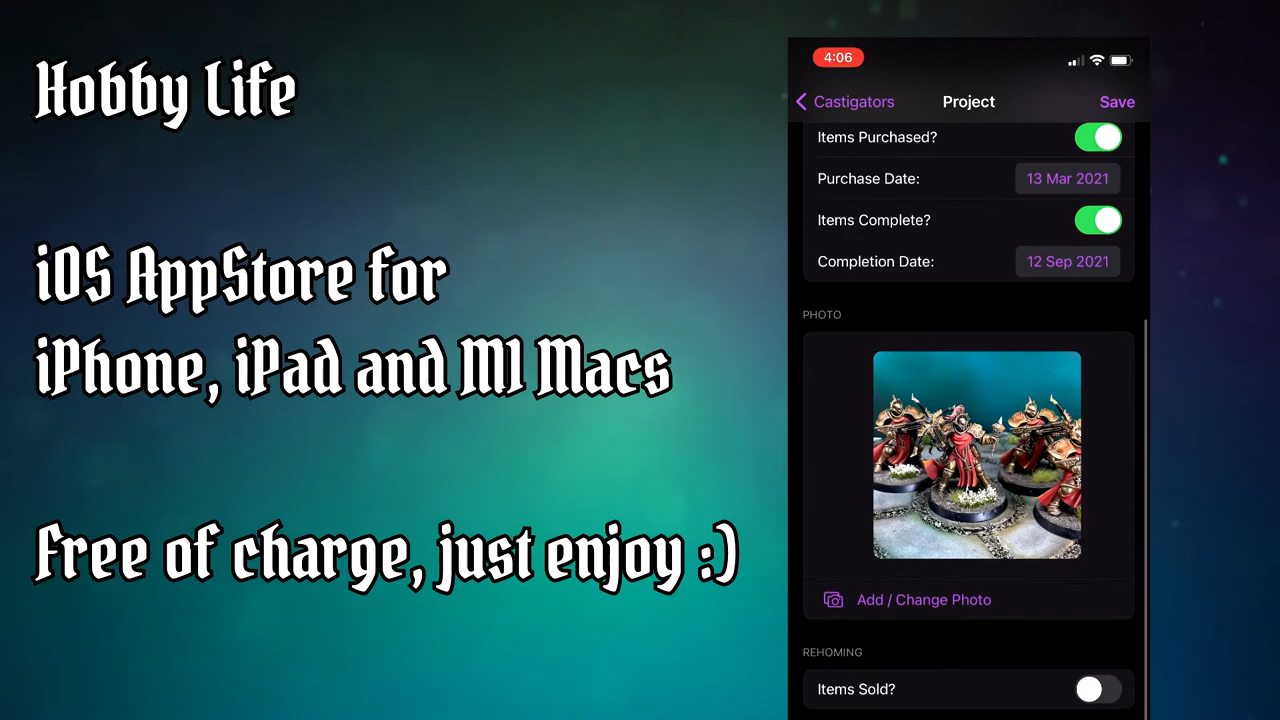 Hobby Life
iOS AppStore for
iPhone, iPad and M1 Macs
Free of charge, just enjoy :)
4:06
Castigators
Project
Save
Items Purchased?
Purchase Date:
13 Mar 2021
Items Complete?
Completion Date:
12 Sep 2021
PHOTO
Add / Change Photo
REHOMING
Items Sold?